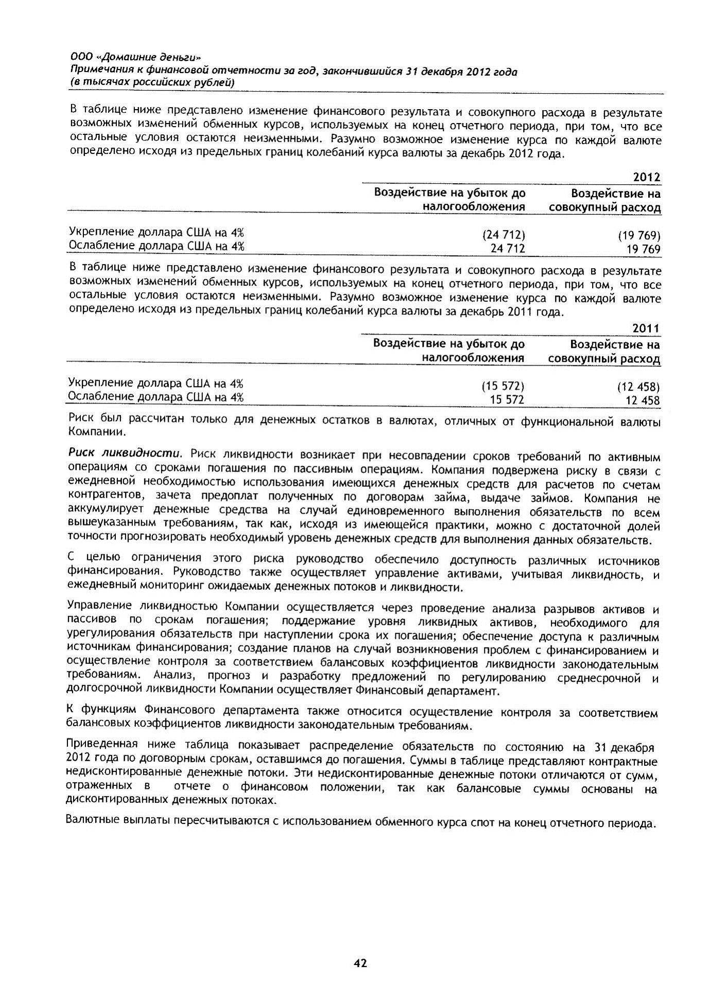 ООО «Домашние деньги»
Примечания к финансовой отчетности за год, закончившийся 31 декабря 2012 года
(в тысячах российских рублей)
В таблице ниже представлено изменение финансового результата и совокупного расхода в результате
возможных изменений обменных курсов, используемых на конец отчетного периода, при том, что все
остальные условия остаются неизменными. Разумно возможное изменение курса по каждой валюте
определено исходя из предельных границ колебаний курса валюты за декабрь 2012 года.
2012
Воздействие на убыток до Воздействие на
налогообложения совокупный расход
Укрепление доллара США на 4% (24 712) (19 769)
Ослабление доллара США на 4% 24 712 19 769
В таблице ниже представлено изменение финансового результата и совокупного расхода в результате
возможных изменений обменных курсов, используемых на конец отчетного периода, при том, что все
остальные условия остаются неизменными. Разумно возможное изменение курса по каждой валюте
определено исходя из предельных границ колебаний курса валюты за декабрь 2011 года.
2011
Воздействие на убыток до Воздействие на
налогообложения совокупный расход
Укрепление доллара США на 4% (15 572) (12 458)
Ослабление доллара США на 4% 15 572 12 458
Риск был рассчитан только для денежных остатков в валютах, отличных от функциональной валюты
Компании.
Риск ликвидности. Риск ликвидности возникает при несовпадении сроков требований по активным
операциям со сроками погашения по пассивным операциям. Компания подвержена риску в связи с
ежедневной необходимостью использования имеющихся денежных средств для расчетов по счетам
контрагентов, зачета предоплат полученных по договорам займа, выдаче займов. Компания не
аккумулирует денежные средства на случай единовременного выполнения обязательств по всем
вышеуказанным требованиям, так как, исходя из имеющейся практики, можно с достаточной долей
точности прогнозировать необходимый уровень денежных средств для выполнения данных обязательств.
С целью ограничения этого риска руководство обеспечило доступность различных источников
финансирования. Руководство также осуществляет управление активами, учитывая ликвидность, и
ежедневный мониторинг ожидаемых денежных потоков и ликвидности.
Управление ликвидностью Компании осуществляется через проведение анализа разрывов активов и
пассивов по срокам погашения; поддержание уровня ликвидных активов, необходимого для
урегулирования обязательств при наступлении срока их погашения; обеспечение доступа к различным
источникам финансирования; создание планов на случай возникновения проблем с финансированием и
осуществление контроля за соответствием балансовых коэффициентов ликвидности законодательным
требованиям. Анализ, прогноз и разработку предложений по регулированию среднесрочной и
долгосрочной ликвидности Компании осуществляет Финансовый департамент.
К функциям Финансового департамента также относится осуществление контроля за соответствием
балансовых коэффициентов ликвидности законодательным требованиям.
Приведенная ниже таблица показывает распределение обязательств по состоянию на 31 декабря
2012 года по договорным срокам, оставшимся до погашения. Суммы в таблице представляют контрактные
недисконтированные денежные потоки. Эти недисконтированные денежные потоки отличаются от сумм,
отраженных в отчете о финансовом положении, так как балансовые суммы основаны на
дисконтированных денежных потоках.
Валютные выплаты пересчитываются с использованием обменного курса спот на конец отчетного периода.
42